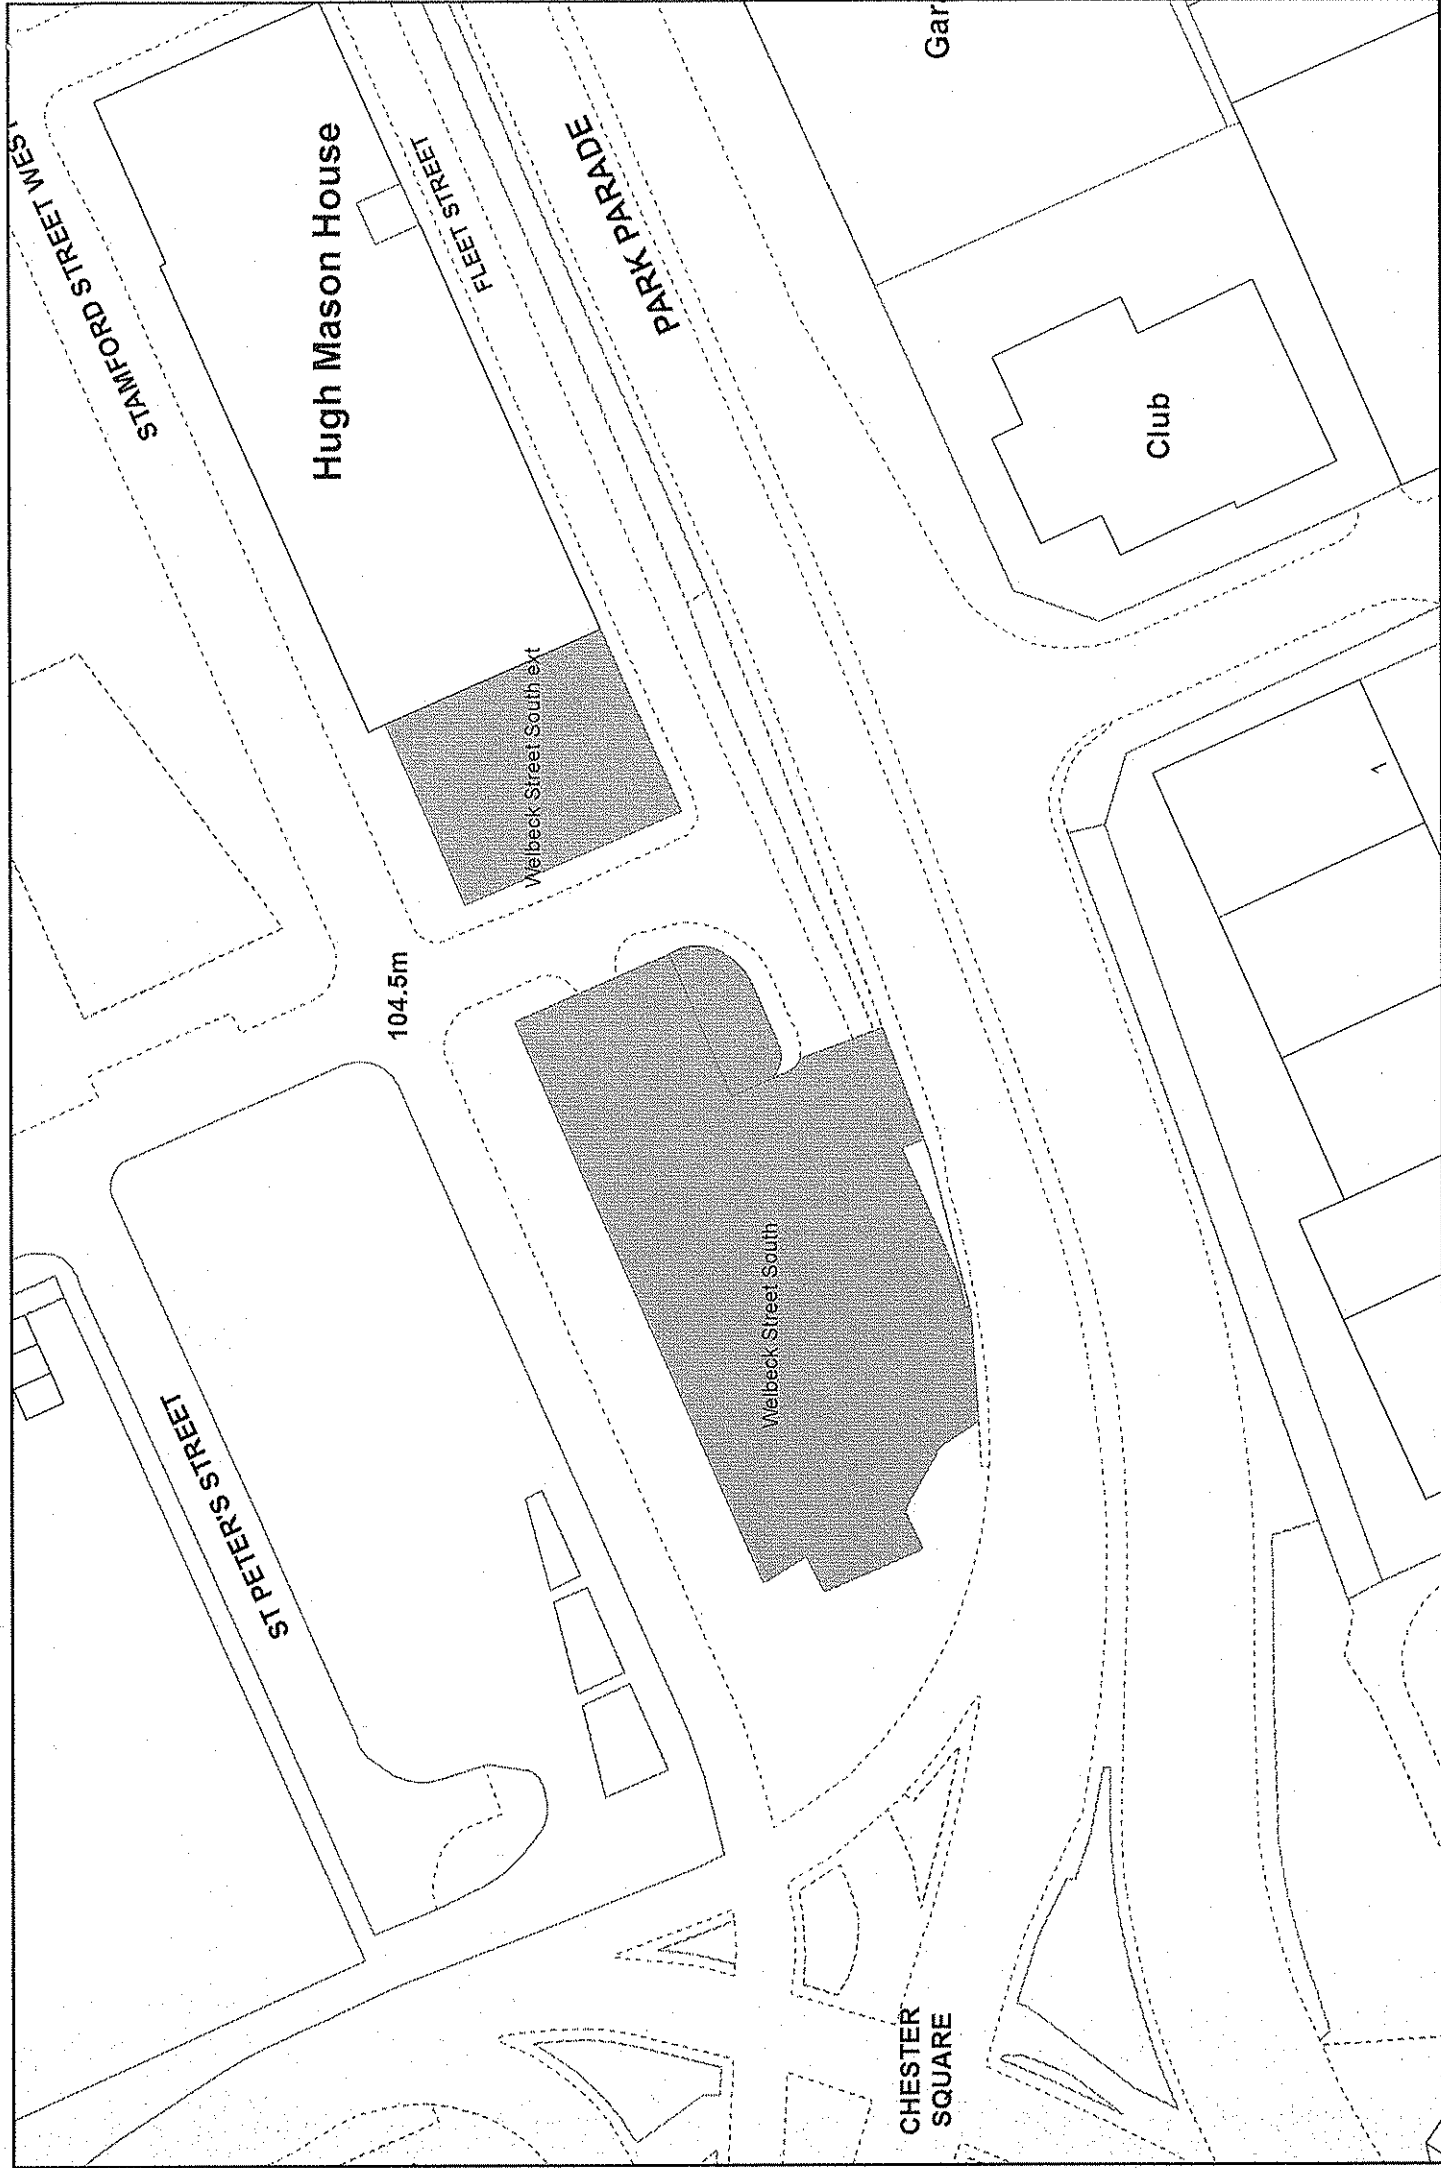 STAMFORD STREET WEST
Hugh Mason House
FLEET STREET
PARK PARADE
Gar
Club
Welbeck Street South ext
104.5m
1
Welbeck Street South
ST PETER'S STREET
CHESTER
SQUARE